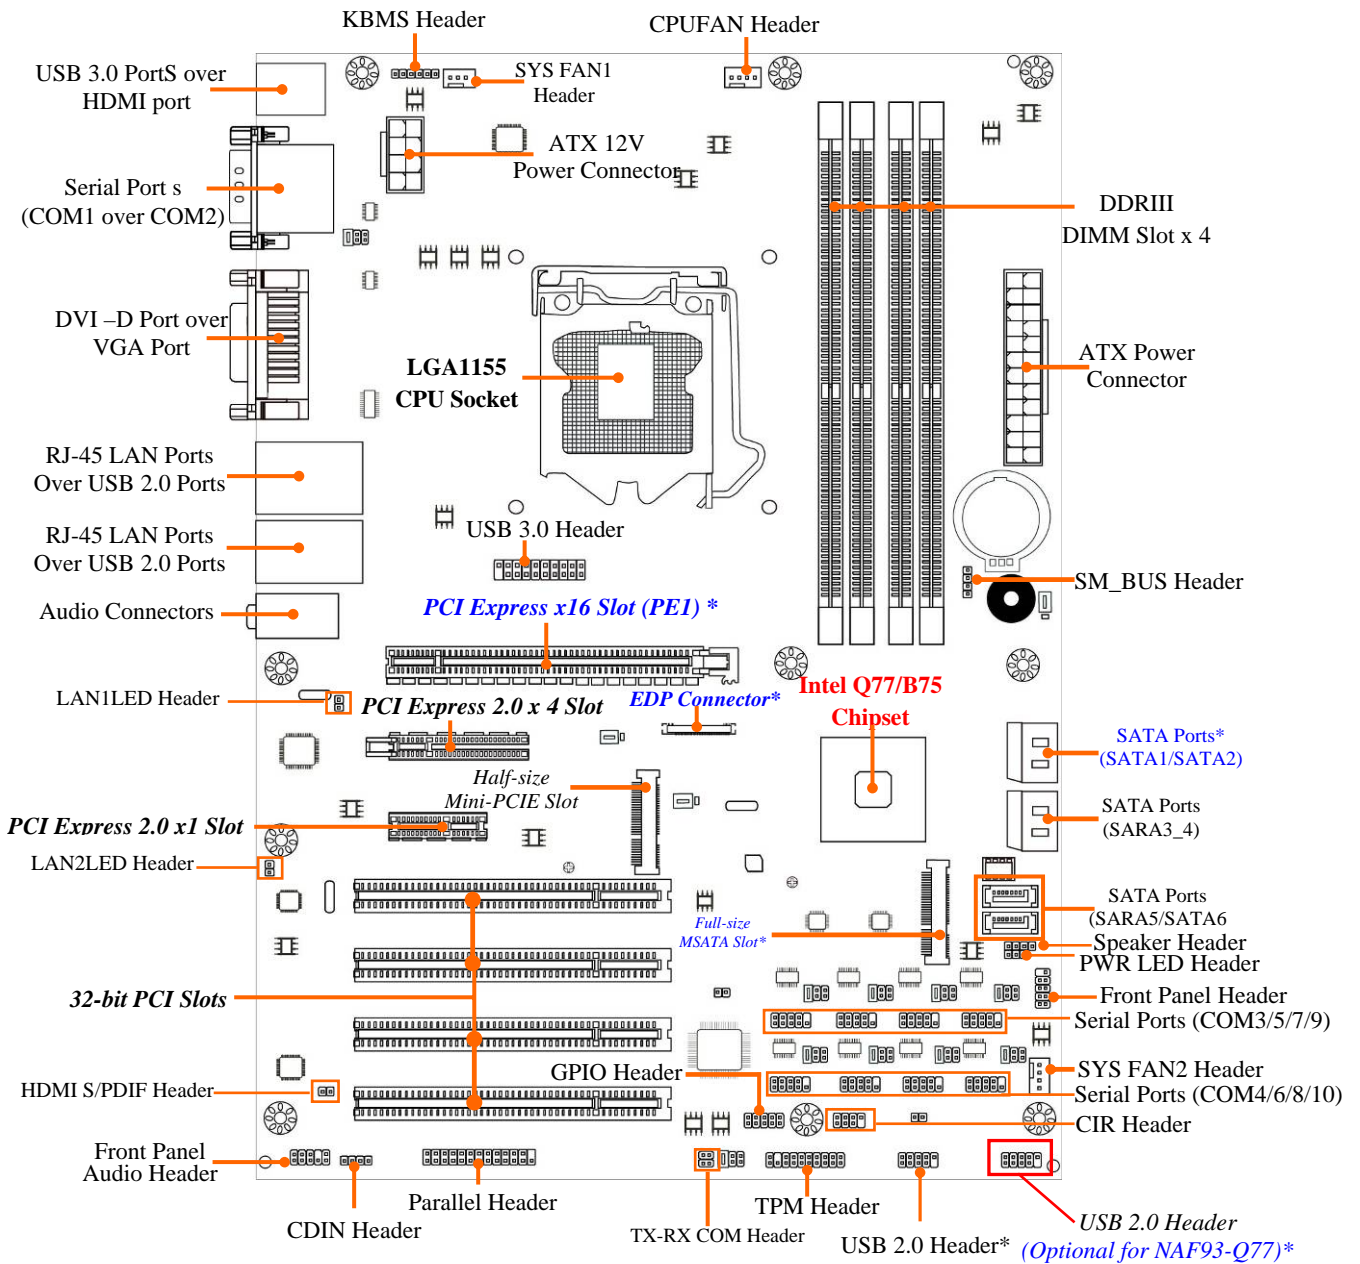 KBMS Header
CPUFAN Header
USB 3.0 PortS over
HDMI port
SYS FAN1
Header
ATX 12V
Power Connector
Serial Port s
(COM1 over COM2)
DDRIII
DIMM Slot x 4
DVI –D Port over
VGA Port
LGA1155
CPU Socket
ATX Power
Connector
RJ-45 LAN Ports
Over USB 2.0 Ports
RJ-45 LAN Ports
Over USB 2.0 Ports
USB 3.0 Header
SM_BUS Header
Audio Connectors
PCI Express x16 Slot (PE1) *
LAN1LED Header
PCI Express 2.0 x 4 Slot
EDP Connector*
Intel Q77/B75
Chipset
SATA Ports*
(SATA1/SATA2)
Half-size
Mini-PCIE Slot
SATA Ports
(SARA3_4)
PCI Express 2.0 x1 Slot
LAN2LED Header
SATA Ports
(SARA5/SATA6
Full-size
MSATA Slot*
Speaker Header
PWR LED Header
32-bit PCI Slots
Front Panel Header
Serial Ports (COM3/5/7/9)
GPIO Header
SYS FAN2 Header
HDMI S/PDIF Header
Serial Ports (COM4/6/8/10)
CIR Header
Front Panel
Audio Header
Parallel Header
CDIN Header
TX-RX COM Header
TPM Header
USB 2.0 Header*
USB 2.0 Header
(Optional for NAF93-Q77)*